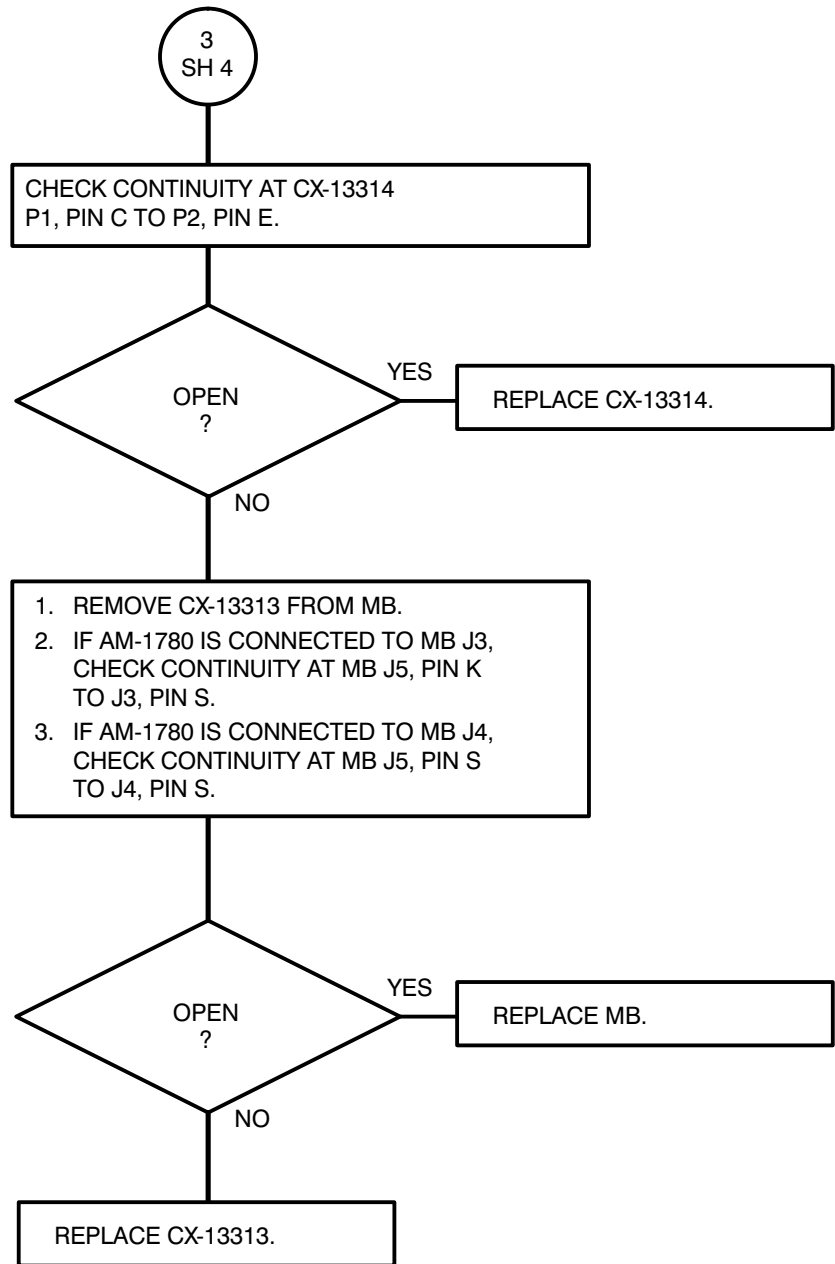 3
SH 4
CHECK CONTINUITY AT CX-13314
P1, PIN C TO P2, PIN E.
OPEN
?
YES
REPLACE CX-13314.
NO
1. REMOVE CX-13313 FROM MB.
2. IF AM-1780 IS CONNECTED TO MB J3,
CHECK CONTINUITY AT MB J5, PIN K
TO J3, PIN S.
3. IF AM-1780 IS CONNECTED TO MB J4,
CHECK CONTINUITY AT MB J5, PIN S
TO J4, PIN S.
OPEN
?
YES
REPLACE MB.
NO
REPLACE CX-13313.